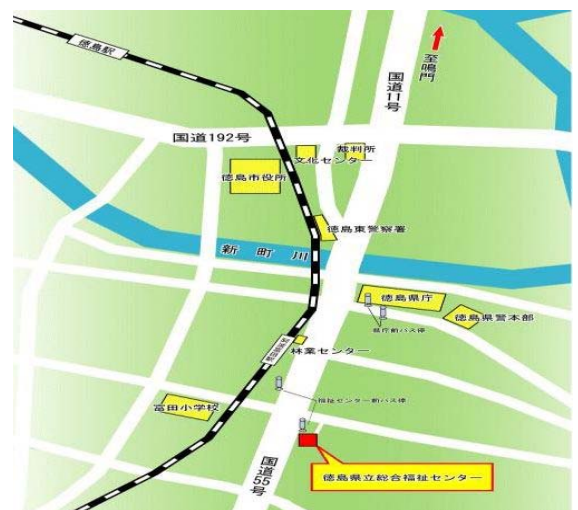 徳島駅
国道11号
至鳴門
国道192号
文化センター
裁判所
徳島市役所
徳島東警察署
新町川
徳島県庁
徳島県警本部
県庁前バス停
林業センター
福祉センター前バス停
富田小学校
徳島県立総合福祉センター
国道55号